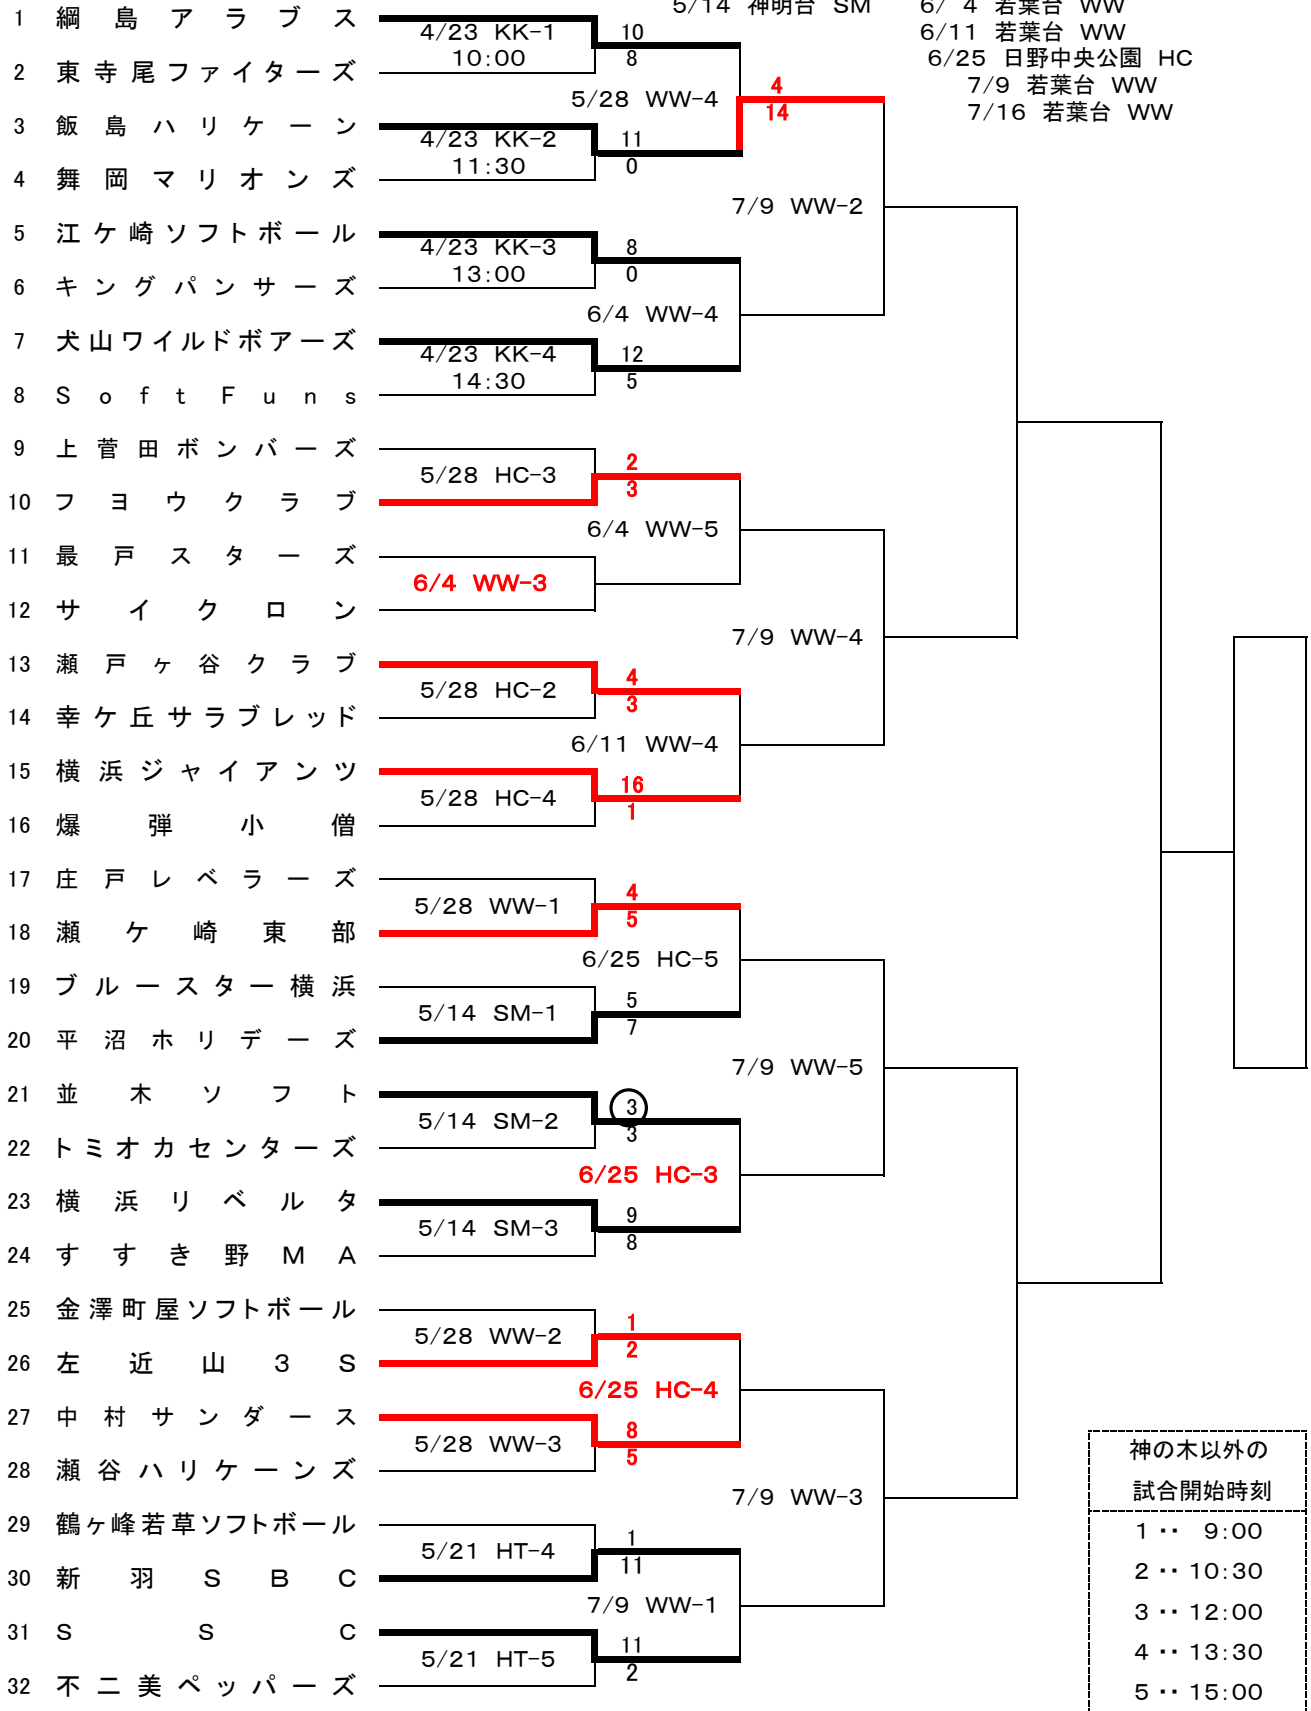 5/14 神明台 SM
6/ 4 若葉台 WW
6/11 若葉台 WW
6/25 日野中央公園 HC
7/9 若葉台 WW
7/16 若葉台 WW
1 綱島アラブス
4/23 KK-1
10:00
10
8
2 東寺尾ファイターズ
5/28 WW-4
4
14
3 飯島ハリケーン
4/23 KK-2
11:30
11
0
4 舞岡マリオンズ
7/9 WW-2
5 江ケ崎ソフトボール
4/23 KK-3
13:00
8
0
6 キングパンサーズ
6/4 WW-4
7 犬山ワイルドボアーズ
4/23 KK-4
14:30
12
5
8 Soft Funs
9 上菅田ボンバーズ
5/28 HC-3
2
3
10 フヨウクラブ
6/4 WW-5
11 最戸スターズ
6/4 WW-3
12 サイクロン
7/9 WW-4
13 瀬戸ヶ谷クラブ
5/28 HC-2
4
3
14 幸ケ丘サラブレッド
6/11 WW-4
15 横浜ジャイアンツ
5/28 HC-4
16
1
16 爆弾小僧
17 庄戸レベラーズ
5/28 WW-1
4
5
18 瀬ケ崎東部
6/25 HC-5
19 ブルースター横浜
5/14 SM-1
5
7
20 平沼ホリデーズ
7/9 WW-5
21 並木ソフト
5/14 SM-2
3
3
22 トミオカセンターズ
6/25 HC-3
23 横浜リベルタ
5/14 SM-3
9
8
24 すすき野MA
25 金澤町屋ソフトボール
5/28 WW-2
1
2
26 左近山3S
6/25 HC-4
27 中村サンダース
5/28 WW-3
8
5
28 瀬谷ハリケーンズ
7/9 WW-3
29 鶴ヶ峰若草ソフトボール
5/21 HT-4
1
11
30 新羽SBC
7/9 WW-1
31 SSC
5/21 HT-5
11
2
32 不二美ペッパーズ
神の木以外の
試合開始時刻
1 ‥ 9:00
2 ‥ 10:30
3 ‥ 12:00
4 ‥ 13:30
5 ‥ 15:00